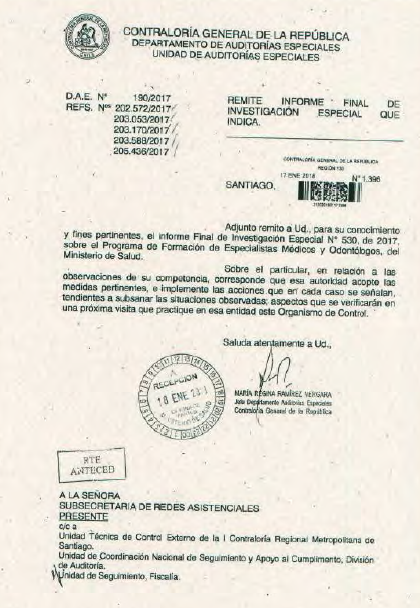 CONTRALORÍA GENERAL DE LA REPÚBLICA
DEPARTAMENTO DE AUDITORÍAS ESPECIALES
UNIDAD DE AUDITORÍAS ESPECIALES
D.A.E. N° 190/2017
REFS. Nos 202.572/2017
203.053/2017
203.170/2017
203.589/2017
205.436/2017
REMITE INFORME FINAL DE
INVESTIGACIÓN ESPECIAL QUE
INDICA.
CONTRALORÍA GENERAL DE LA REPÚBLICA
REGIÓN 130
17 ENE 2018 N° 1.396
SANTIAGO,
Adjunto remito a Ud., para su conocimiento
y fines pertinentes, el informe Final de Investigación Especial N° 530, de 2017,
sobre el Programa de Formación de Especialistas Médicos y Odontólogos, del
Ministerio de Salud.
Sobre el particular, en relación a las
observaciones de su competencia, corresponde que esa autoridad acopte las
medidas pertinentes, e implemente las acciones que en cada caso se señalan,
tendientes a subsanar las situaciones observadas; aspectos que se verificarán en
una próxima visita que practique en esa entidad este Organismo de Control.
Saluda atentamente a Ud.,
RECEPCION
18 ENE
MARÍA REGINA RAMÍREZ VERGARA
Jefa Departamento Auditorías Especiales
Contraloría General de la República
RTE
ANTECED
A LA SEÑORA
SUBSECRETARIA DE REDES ASISTENCIALES
PRESENTE
c/c a
Unidad Técnica de Control Externo de la I Contraloría Regional Metropolitana de
Santiago.
Unidad de Coordinación Nacional de Seguimiento y Apoyo al Cumplimento, División
de Auditoría.
Unidad de Seguimiento, Fiscalía.